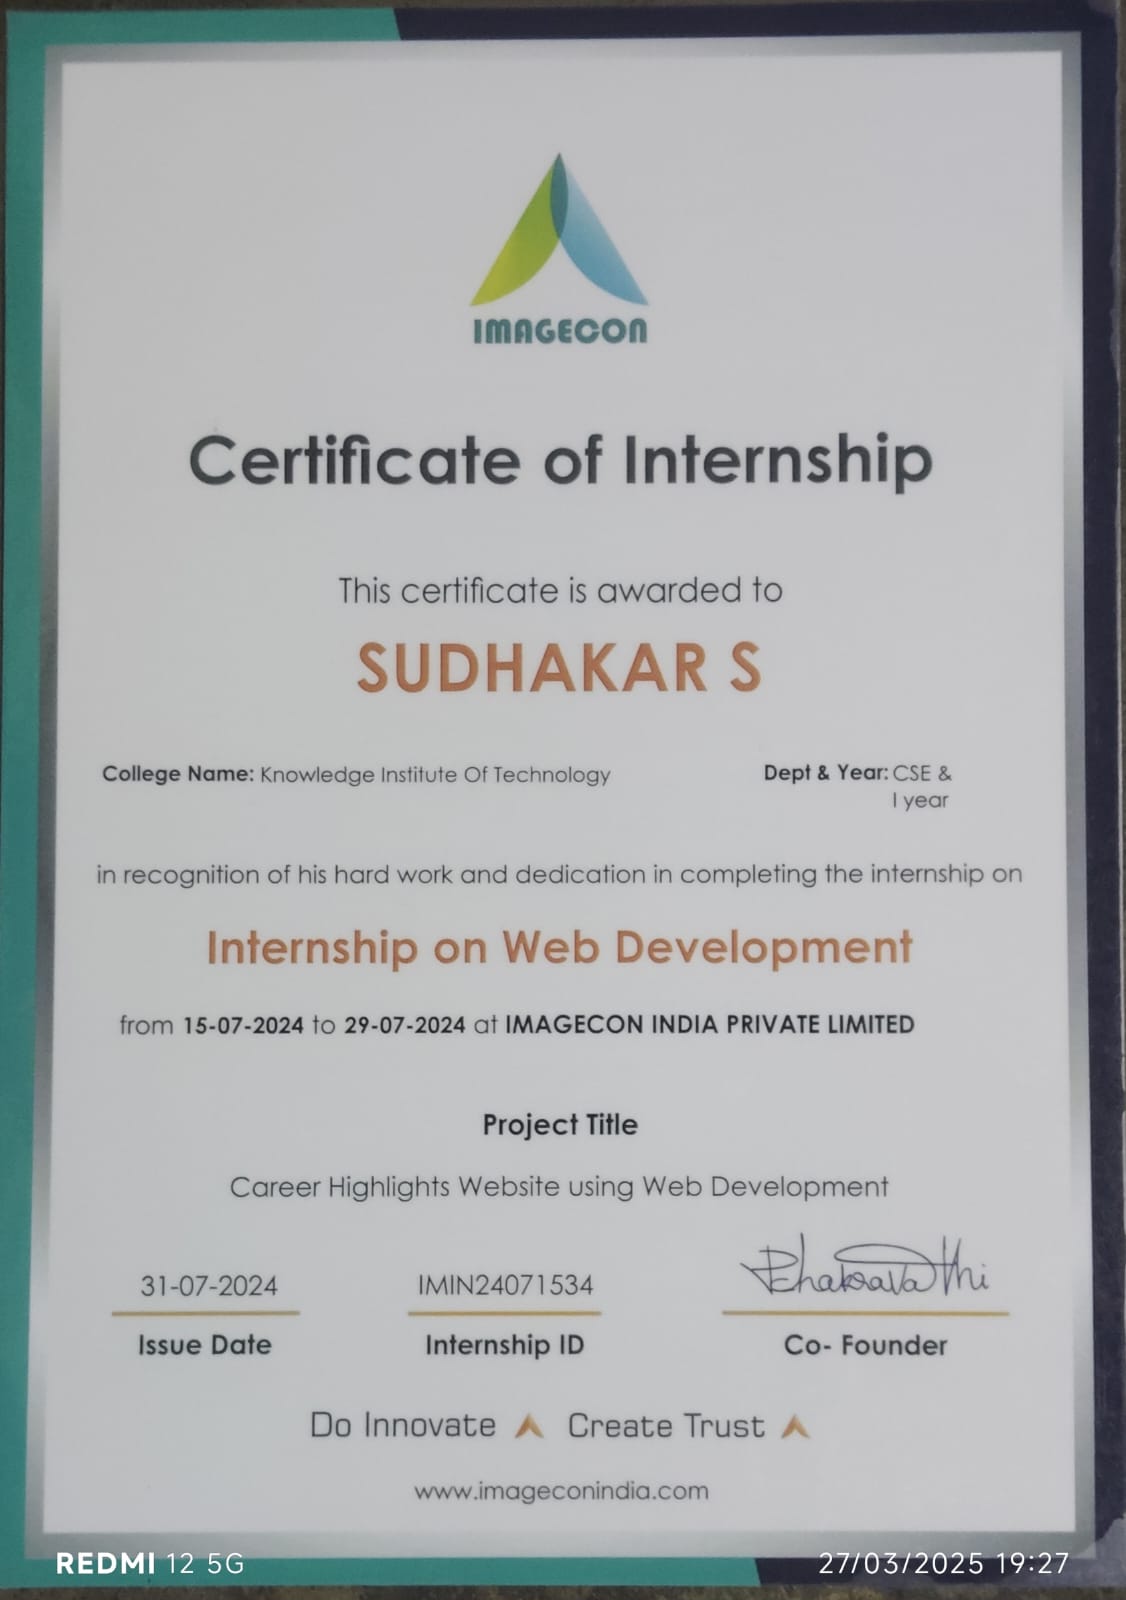 IMAGECON
Certificate of Internship
This certificate is awarded to
SUDHAKAR S
College Name: Knowledge Institute Of Technology
Dept & Year: CSE &
I year
in recognition of his hard work and dedication in completing the internship on
Internship on Web Development
from 15-07-2024 to 29-07-2024 at IMAGECON INDIA PRIVATE LIMITED
Project Title
Career Highlights Website using Web Development
31-07-2024
Issue Date
IMIN24071534
Internship ID
Co- Founder
Do Innovate Create Trust
www.imageconindia.com
REDMI 12 5G
27/03/2025 19:27